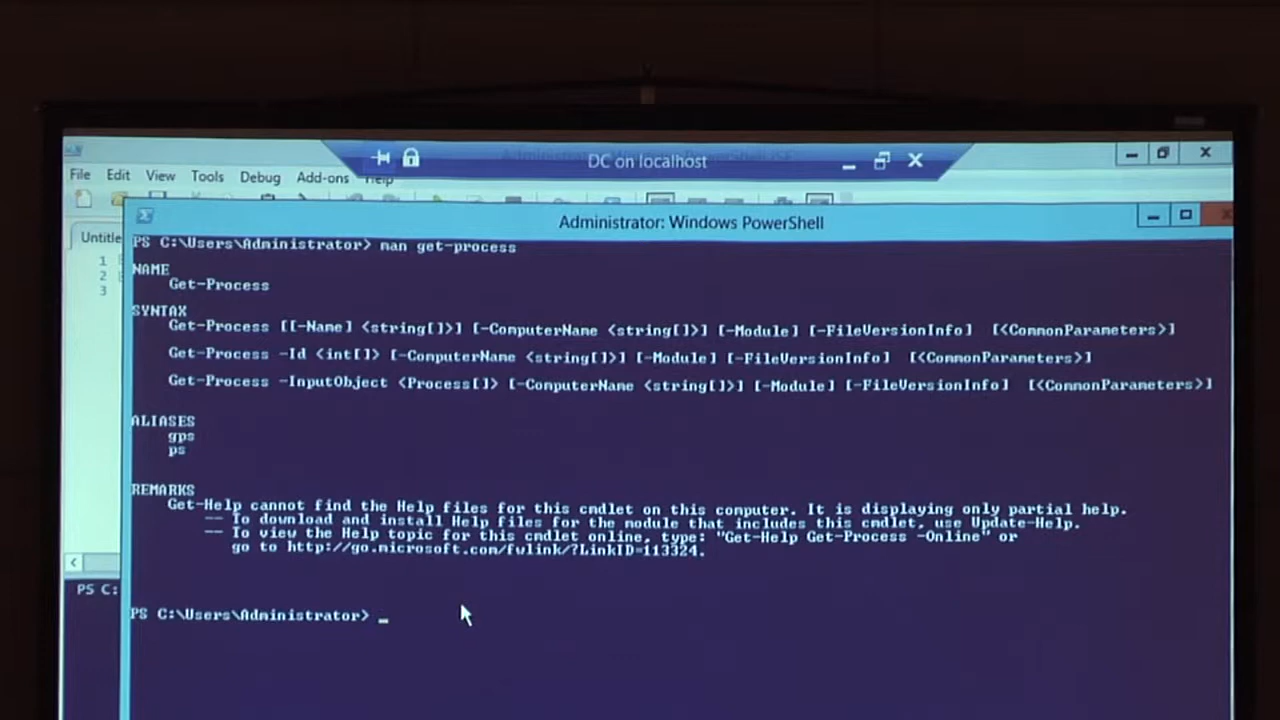 DC on localhost
File Edit View Tools Debug Add-ons Help
Administrator: Windows PowerShell
Untitle
1
2
3
PS C:\Users\Administrator> man get-process
NAME
Get-Process
SYNTAX
Get-Process [[-Name] <string[]>] [-ComputerName <string[]>] [-Module] [-FileVersionInfo] [<CommonParameters>]
Get-Process -Id <int[]> [-ComputerName <string[]>] [-Module] [-FileVersionInfo] [<CommonParameters>]
Get-Process -InputObject <Process[]> [-ComputerName <string[]>] [-Module] [-FileVersionInfo] [<CommonParameters>]
ALIASES
gps
ps
REMARKS
Get-Help cannot find the Help files for this cmdlet on this computer. It is displaying only partial help.
-- To download and install Help files for the module that includes this cmdlet, use Update-Help.
-- To view the Help topic for this cmdlet online, type: "Get-Help Get-Process -Online" or
go to http://go.microsoft.com/fwlink/?LinkID=113324.
PS C:
PS C:\Users\Administrator> _